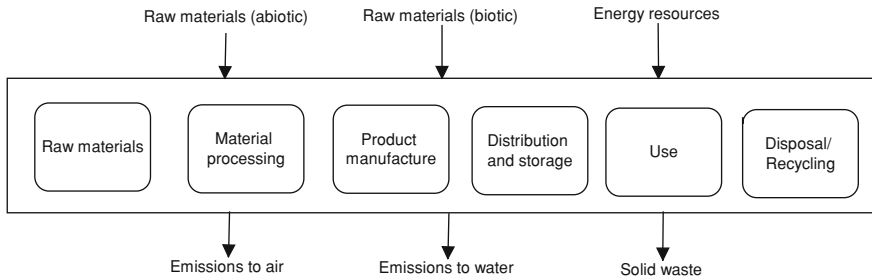 Raw materials (abiotic)
Raw materials (biotic)
Energy resources
Raw materials
Material
processing
Product
manufacture
Distribution
and storage
Use
Disposal/
Recycling
Emissions to air
Emissions to water
Solid waste